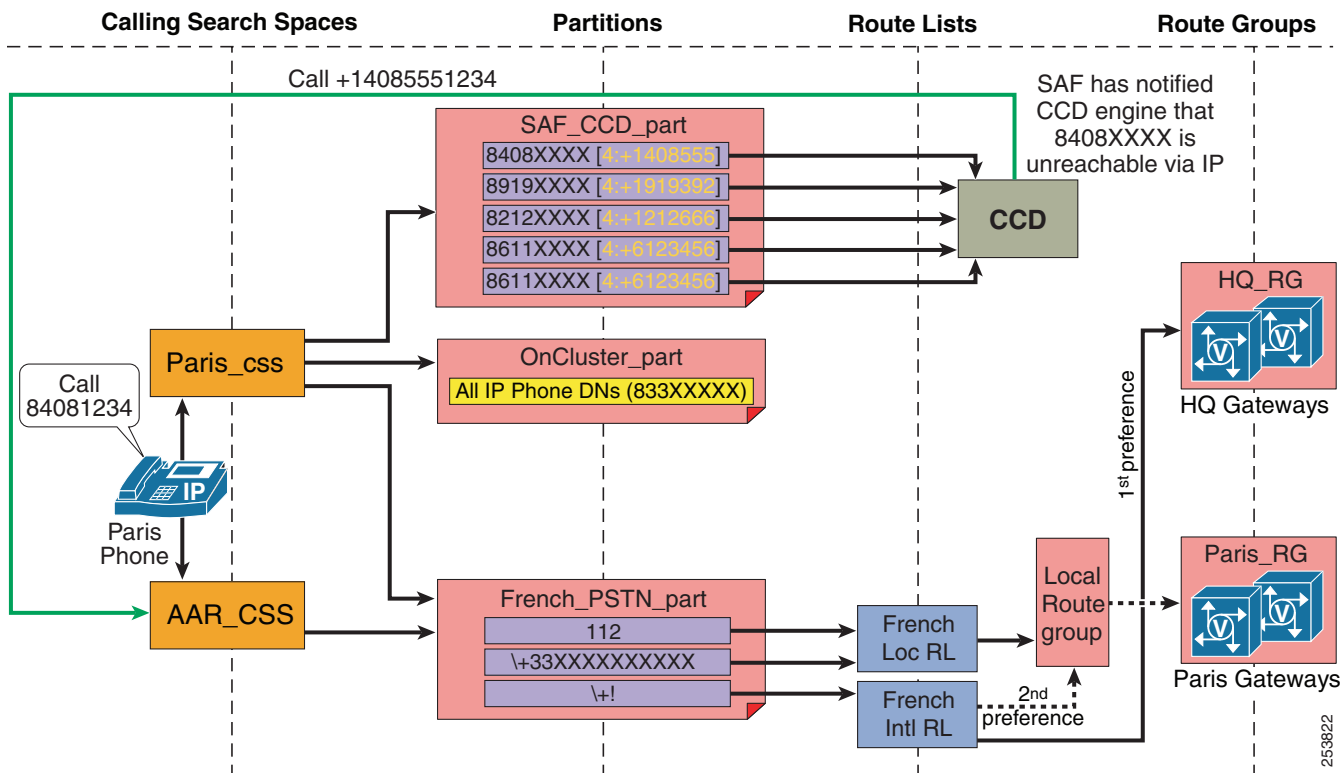 Calling Search Spaces
Partitions
Route Lists
Route Groups
Call +14085551234
SAF has notified
CCD engine that
8408XXXX is
unreachable via IP
SAF_CCD_part
8408XXXX [4:+1408555]
8919XXXX [4:+1919392]
8212XXXX [4:+1212666]
8611XXXX [4:+6123456]
8611XXXX [4:+6123456]
CCD
Paris_css
OnCluster_part
All IP Phone DNs (833XXXXX)
HQ_RG
V
V
HQ Gateways
Call
84081234
IP
Paris
Phone
1st preference
AAR_CSS
French_PSTN_part
112
\+33XXXXXXXXXX
\+!
French
Loc RL
French
Intl RL
Local
Route
group
2nd
preference
Paris_RG
V
V
Paris Gateways
253822